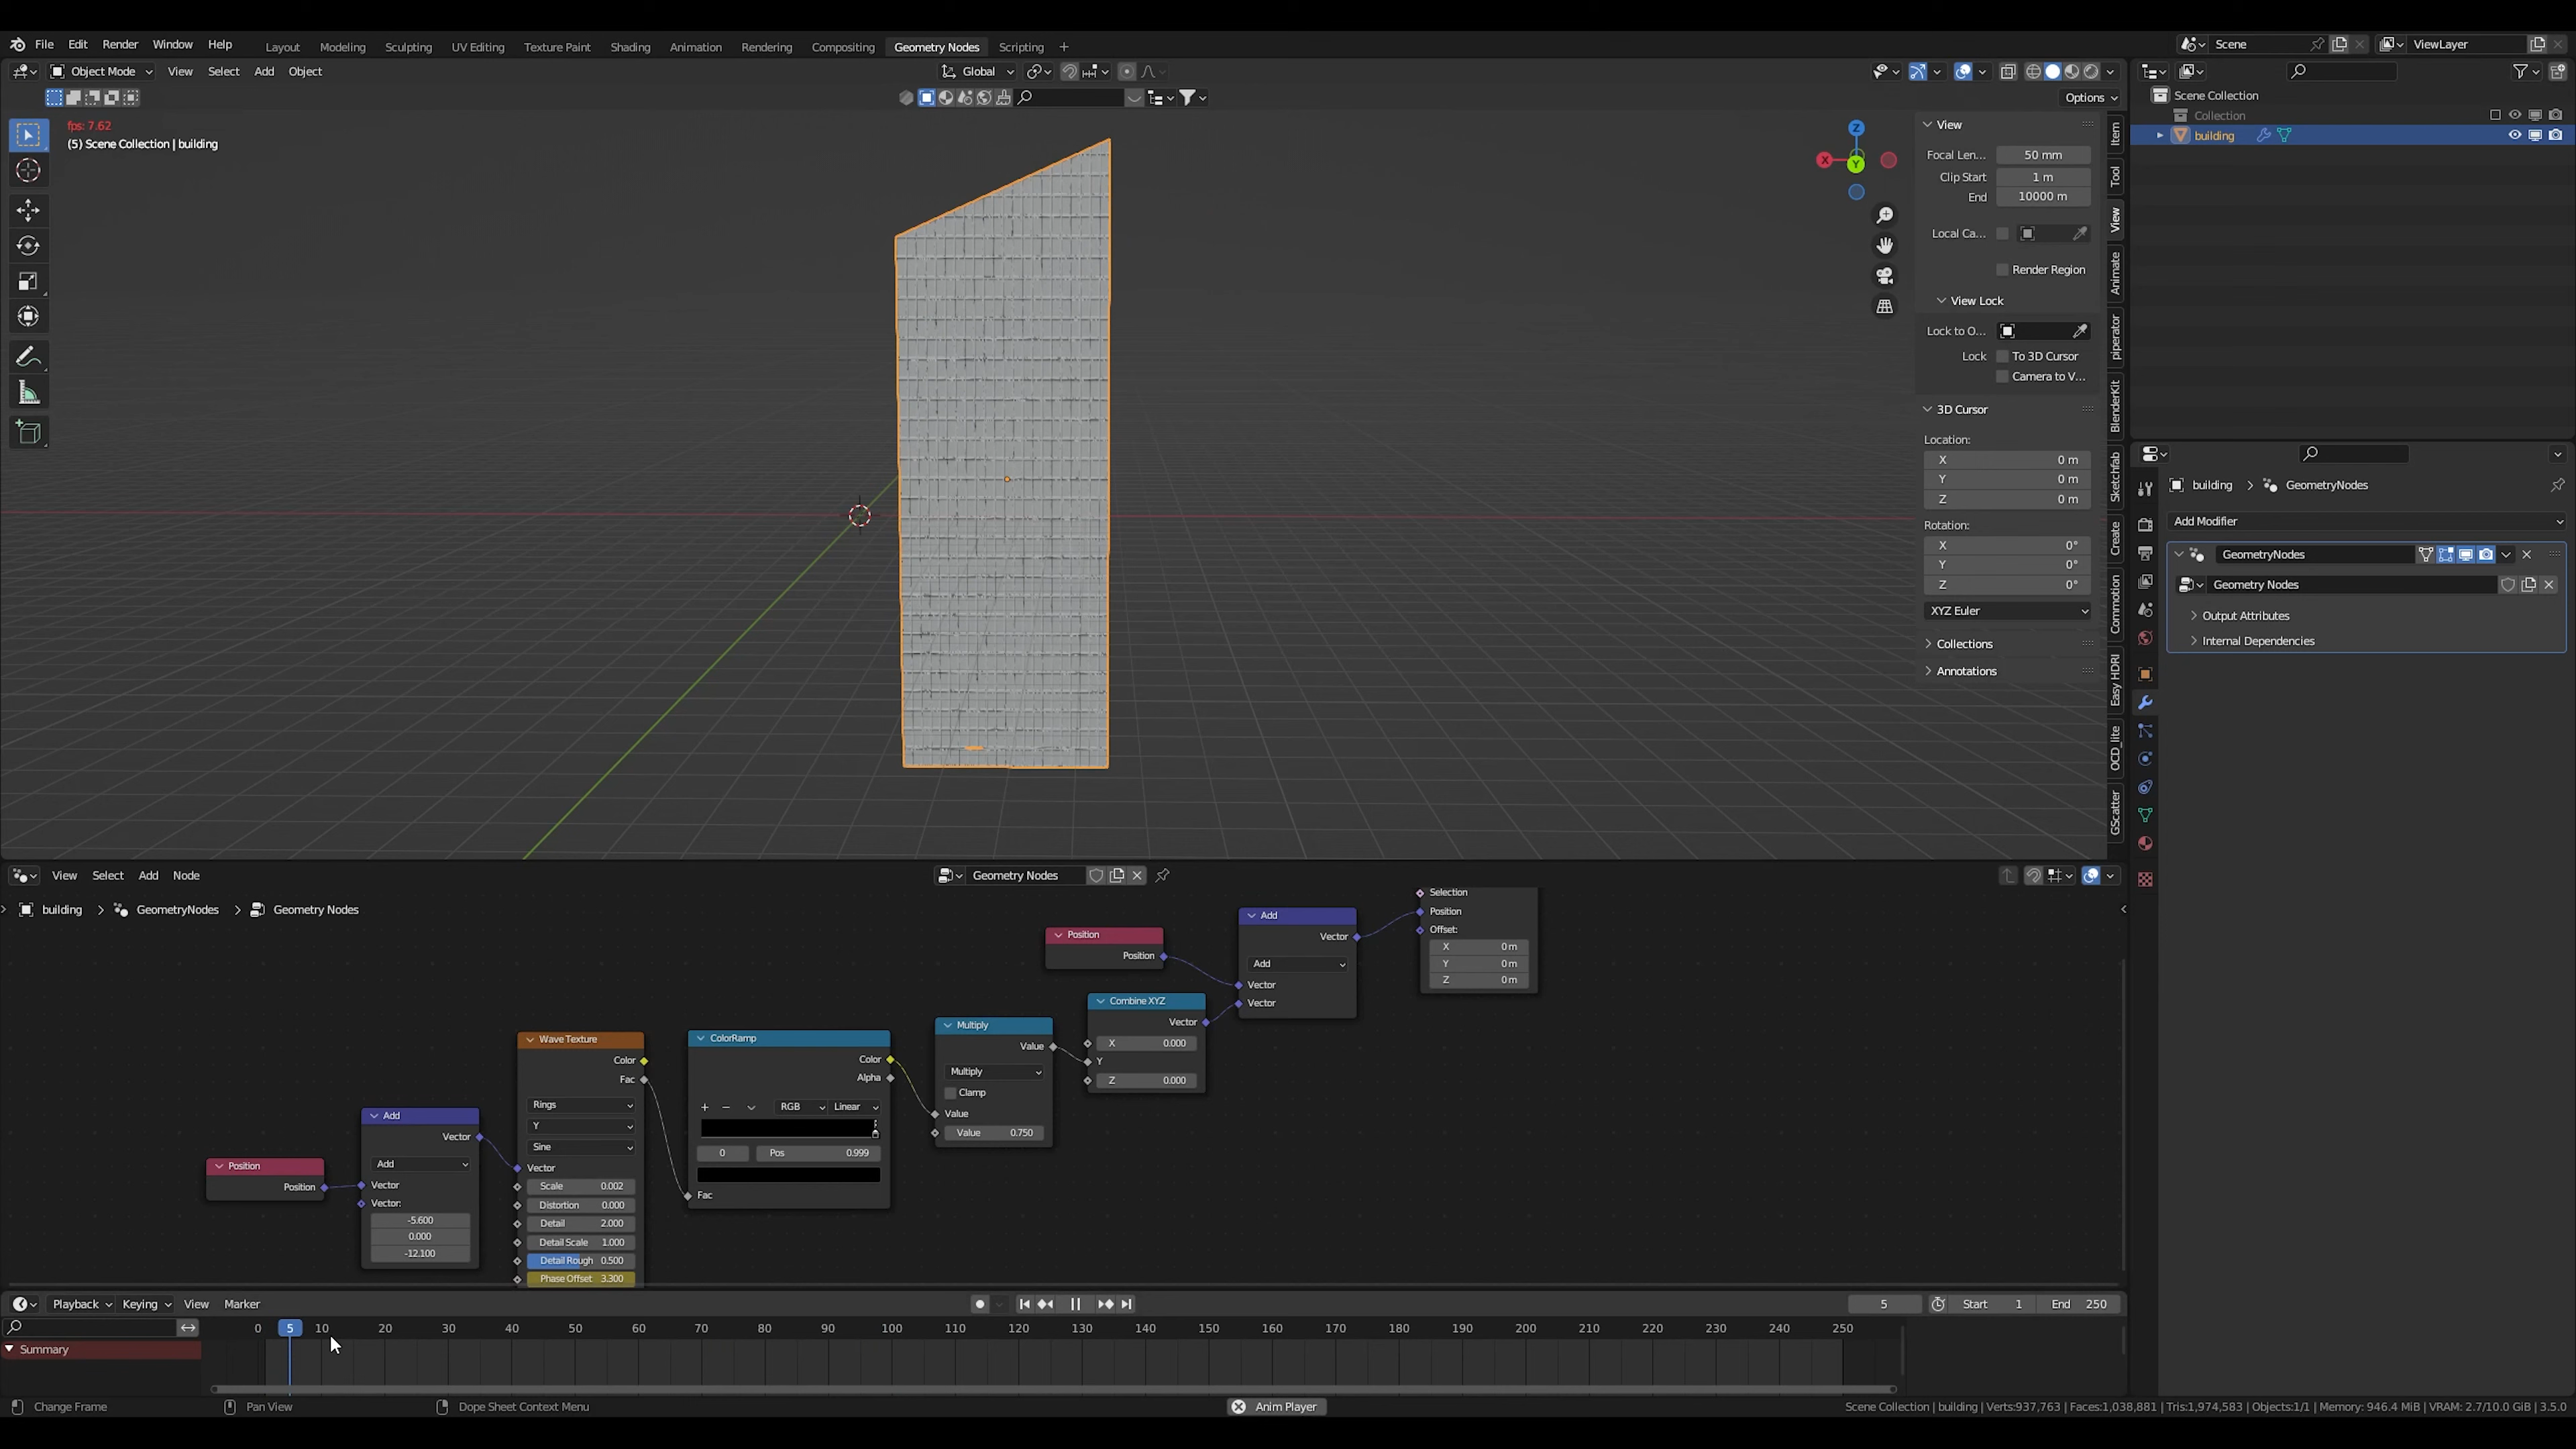 File Edit Render Window Help
Layout Modeling Sculpting UV Editing Texture Paint Shading Animation Rendering Compositing Geometry Nodes Scripting +
Scene
ViewLayer
Object Mode View Select Add Object
Global
Options
fps: 7.62
(5) Scene Collection | building
Z
X
Y
View
Focal Len... 50 mm
Clip Start 1 m
End 10000 m
Local Ca...
Render Region
View Lock
Lock to O...
Lock To 3D Cursor
Camera to V...
3D Cursor
Location:
X 0 m
Y 0 m
Z 0 m
Rotation:
X 0°
Y 0°
Z 0°
XYZ Euler
Collections
Annotations
Item
Tool
View
Animate
piperator
BlenderKit
Sketchfab
Create
Commotion
Easy HDRI
OCD_lite
GScatter
Scene Collection
Collection
building
building > GeometryNodes
Add Modifier
GeometryNodes
Geometry Nodes
Output Attributes
Internal Dependencies
View Select Add Node
Geometry Nodes
building > GeometryNodes > Geometry Nodes
Position
Position
Add
Vector
Add
Vector
Vector:
-5.600
0.000
-12.100
Wave Texture
Color
Fac
Rings
Y
Sine
Vector
Scale 0.002
Distortion 0.000
Detail 2.000
Detail Scale 1.000
Detail Rough 0.500
Phase Offset 3.300
ColorRamp
Color
Alpha
+ − RGB Linear
0 Pos 0.999
Fac
Multiply
Value
Multiply
Clamp
Value
Value 0.750
Position
Position
Combine XYZ
Vector
X 0.000
Y
Z 0.000
Add
Vector
Add
Vector
Vector
Selection
Position
Offset:
X 0 m
Y 0 m
Z 0 m
Playback Keying View Marker
5 Start 1 End 250
0 5 10 20 30 40 50 60 70 80 90 100 110 120 130 140 150 160 170 180 190 200 210 220 230 240 250
Summary
Change Frame Pan View Dope Sheet Context Menu
Anim Player
Scene Collection | building | Verts:937,763 | Faces:1,038,881 | Tris:1,974,583 | Objects:1/1 | Memory: 946.4 MiB | VRAM: 2.7/10.0 GiB | 3.5.0